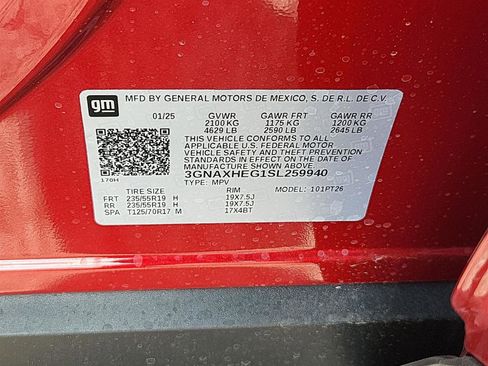 gm
MFD BY GENERAL MOTORS DE MEXICO, S. DE R.L. DE C.V.
01/25 GVWR GAWR FRT GAWR RR
2100 KG 1175 KG 1200 KG
4629 LB 2590 LB 2645 LB
THIS VEHICLE CONFORMS TO ALL
APPLICABLE U.S. FEDERAL MOTOR
VEHICLE SAFETY AND THEFT PREVENTION
STANDARDS IN EFFECT ON THE DATE OF
MANUFACTURE SHOWN ABOVE.
170H 3GNAXHEG1SL259940
TYPE: MPV MODEL: 101PT26
TIRE SIZE RIM
FRT 235/55R19 H 19X7.5J
RR 235/55R19 H 19X7.5J
SPA T125/70R17 M 17X4BT